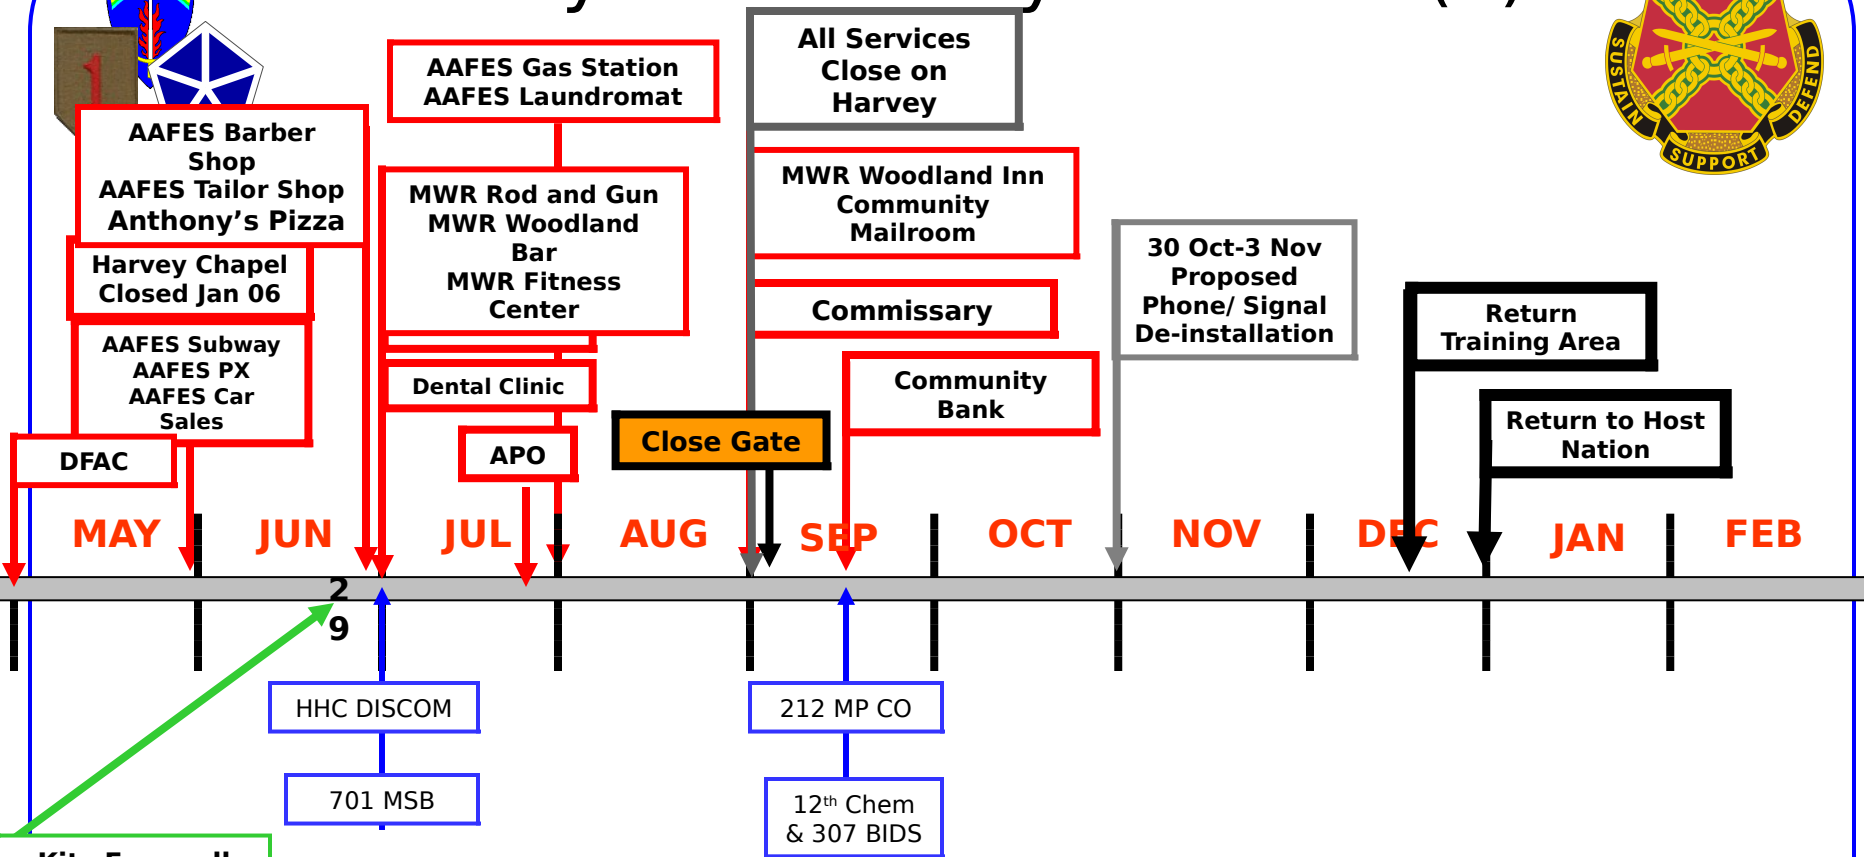 AAFES Gas Station
AAFES Laundromat
All Services
Close on
Harvey
SUSTAIN
SUPPORT
DEFEND
1
AAFES Barber
Shop
AAFES Tailor Shop
Anthony’s Pizza
MWR Rod and Gun
MWR Woodland
Bar
MWR Fitness
Center
MWR Woodland Inn
Community
Mailroom
Harvey Chapel
Closed Jan 06
30 Oct-3 Nov
Proposed
Phone/ Signal
De-installation
Commissary
Return
Training Area
AAFES Subway
AAFES PX
AAFES Car
Sales
Dental Clinic
Community
Bank
Close Gate
Return to Host
Nation
DFAC
APO
MAY
JUN
JUL
AUG
SEP
OCT
NOV
DEC
JAN
FEB
2
9
HHC DISCOM
212 MP CO
701 MSB
12th Chem
& 307 BIDS